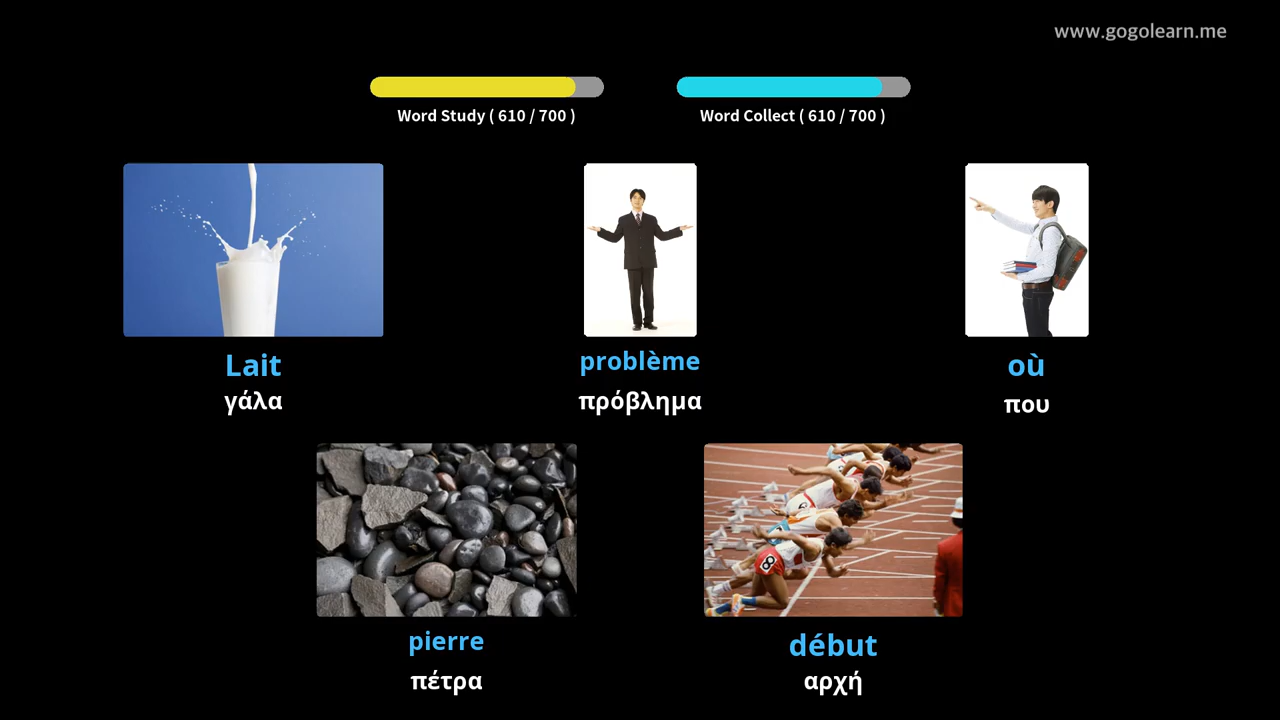 www.gogolearn.me
Word Study ( 610 / 700 )
Word Collect ( 610 / 700 )
Lait
γάλα
problème
πρόβλημα
où
που
pierre
πέτρα
début
αρχή